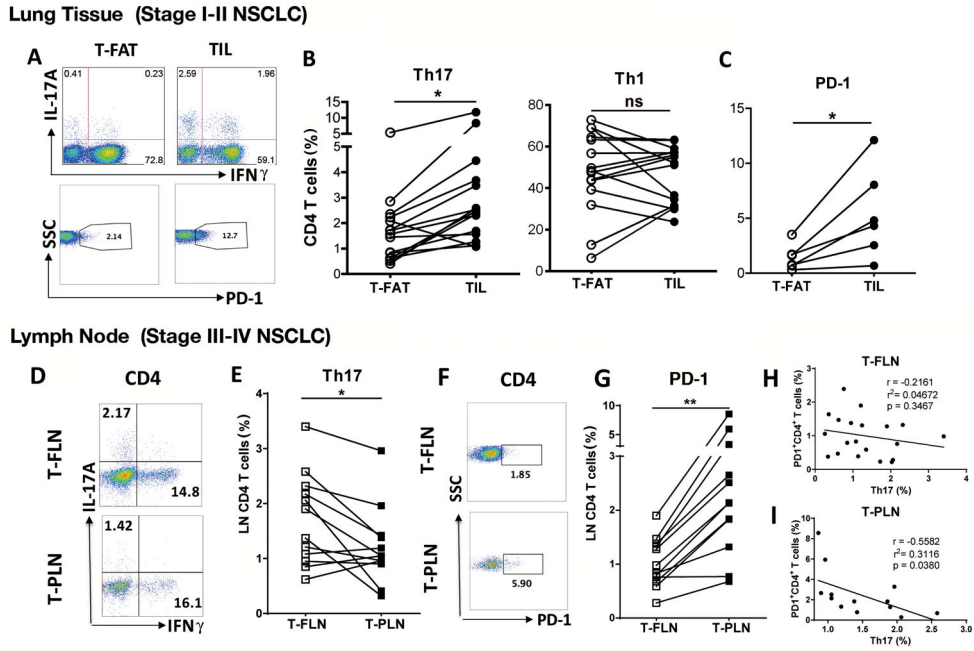 Lung Tissue (Stage I-II NSCLC)
A
T-FAT
TIL
IL-17A
0.41
0.23
72.8
2.59
1.96
59.1
IFNγ
SSC
2.14
12.7
PD-1
B
Th17
*
CD4 T cells (%)
15
10
5
5
4
3
2
1
0
T-FAT
TIL
Th1
ns
80
60
40
20
0
T-FAT
TIL
C
PD-1
*
15
10
5
0
T-FAT
TIL
Lymph Node (Stage III-IV NSCLC)
D
CD4
T-FLN
2.17
14.8
IL-17A
T-PLN
1.42
16.1
IFNγ
E
Th17
*
LN CD4 T cells (%)
4
3
2
1
0
T-FLN
T-PLN
F
CD4
T-FLN
1.85
SSC
T-PLN
5.90
PD-1
G
PD-1
**
LN CD4 T cells (%)
10
5
3
2
1
0
T-FLN
T-PLN
H
T-FLN
r = -0.2161
r²= 0.04672
p = 0.3467
PD1⁺CD4⁺ T cells (%)
3
2
1
0
0
1
2
3
4
Th17 (%)
I
T-PLN
r = -0.5582
r²= 0.3116
p = 0.0380
PD1⁺CD4⁺ T cells (%)
10
8
6
4
2
0
1.0
1.5
2.0
2.5
3.0
Th17 (%)